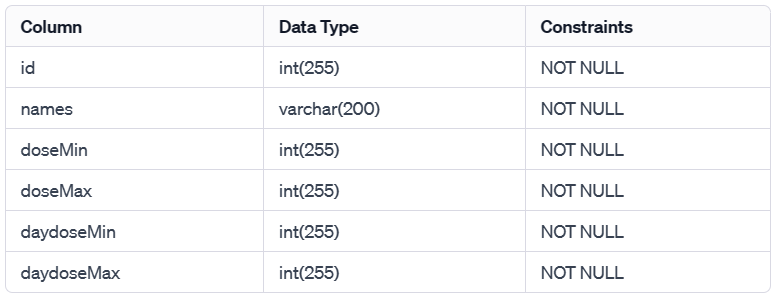 Column Data Type Constraints
id int(255) NOT NULL
names varchar(200) NOT NULL
doseMin int(255) NOT NULL
doseMax int(255) NOT NULL
daydoseMin int(255) NOT NULL
daydoseMax int(255) NOT NULL